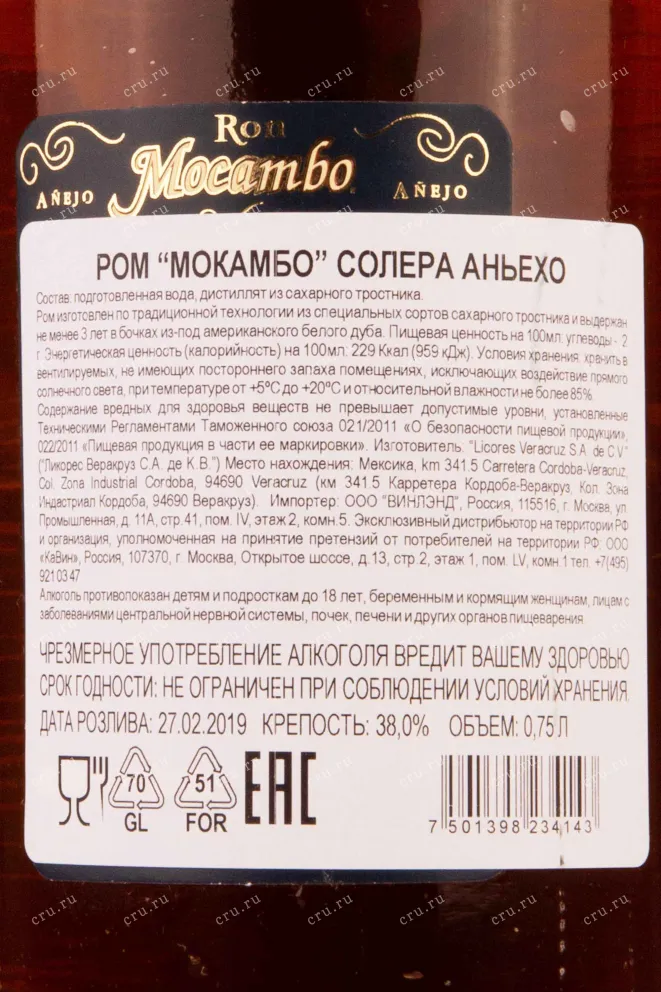 Ron
Mocambo
AÑEJO AÑEJO
РОМ “МОКАМБО” СОЛЕРА АНЬЕХО
Состав: подготовленная вода, дистиллят из сахарного тростника.
Ром изготовлен по традиционной технологии из специальных сортов сахарного тростника и выдержан
не менее 3 лет в бочках из-под американского белого дуба. Пищевая ценность на 100мл: углеводы - 2
г. Энергетическая ценность (калорийность) на 100мл: 229 Ккал (959 кДж). Условия хранения: хранить в
вентилируемых, не имеющих постороннего запаха помещениях, исключающих воздействие прямого
солнечного света, при температуре от +5°С до +20°С и относительной влажности не более 85%.
Содержание вредных для здоровья веществ не превышает допустимые уровни, установленные
Техническими Регламентами Таможенного союза 021/2011 «О безопасности пищевой продукции»,
022/2011 «Пищевая продукция в части ее маркировки». Изготовитель: “Licores Veracruz S.A. de C.V.”
(“Ликорес Веракруз С.А. де К.В.”) Место нахождения: Мексика, km 341.5 Carretera Cordoba-Veracruz,
Col. Zona Industrial Cordoba, 94690 Veracruz (км 341.5 Карретера Кордоба-Веракруз, Кол. Зона
Индастриал Кордоба, 94690 Веракруз). Импортер: ООО “ВИНЛЭНД”, Россия, 115516, г. Москва, ул.
Промышленная, д. 11А, стр.41, пом. IV, этаж 2, комн.5. Эксклюзивный дистрибьютор на территории РФ
и организация, уполномоченная на принятие претензий от потребителей на территории РФ: ООО
«КаВин», Россия, 107370, г. Москва, Открытое шоссе, д.13, стр.2, этаж 1, пом. LV, комн.1 тел. +7(495)
921 03 47
Алкоголь противопоказан детям и подросткам до 18 лет, беременным и кормящим женщинам, лицам с
заболеваниями центральной нервной системы, почек, печени и других органов пищеварения.
ЧРЕЗМЕРНОЕ УПОТРЕБЛЕНИЕ АЛКОГОЛЯ ВРЕДИТ ВАШЕМУ ЗДОРОВЬЮ
СРОК ГОДНОСТИ: НЕ ОГРАНИЧЕН ПРИ СОБЛЮДЕНИИ УСЛОВИЙ ХРАНЕНИЯ.
ДАТА РОЗЛИВА: 27.02.2019 КРЕПОСТЬ: 38,0% ОБЪЕМ: 0,75 Л
70 51 EAC
GL FOR
7 501398 234143
cru.ru